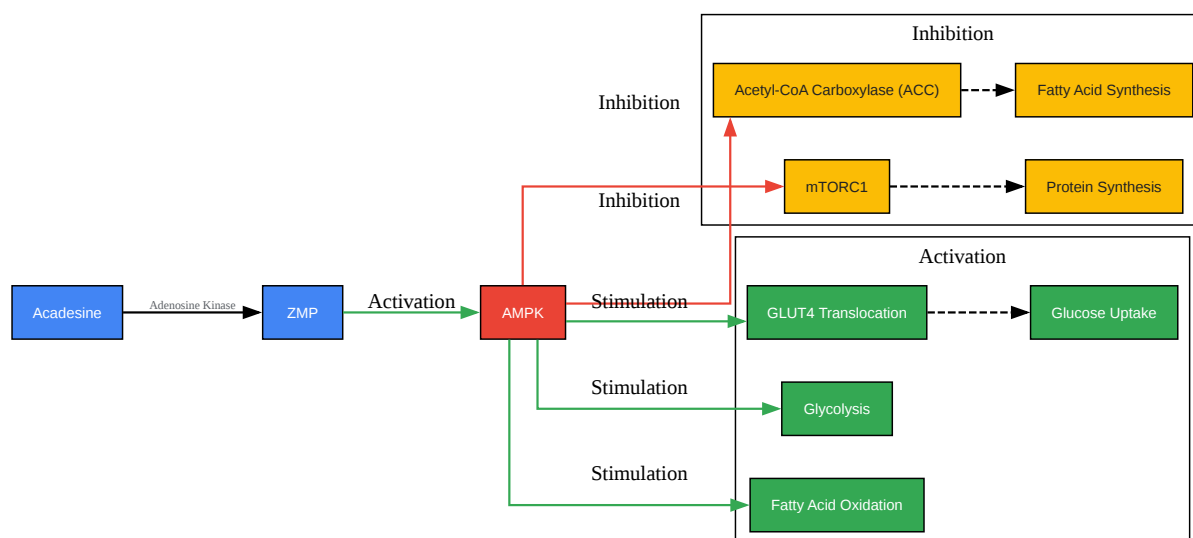 Inhibition
Acetyl-CoA Carboxylase (ACC)
Fatty Acid Synthesis
Inhibition
mTORC1
Protein Synthesis
Inhibition
Activation
Acadesine
Adenosine Kinase
ZMP
Activation
AMPK
Stimulation
GLUT4 Translocation
Glucose Uptake
Stimulation
Glycolysis
Stimulation
Fatty Acid Oxidation